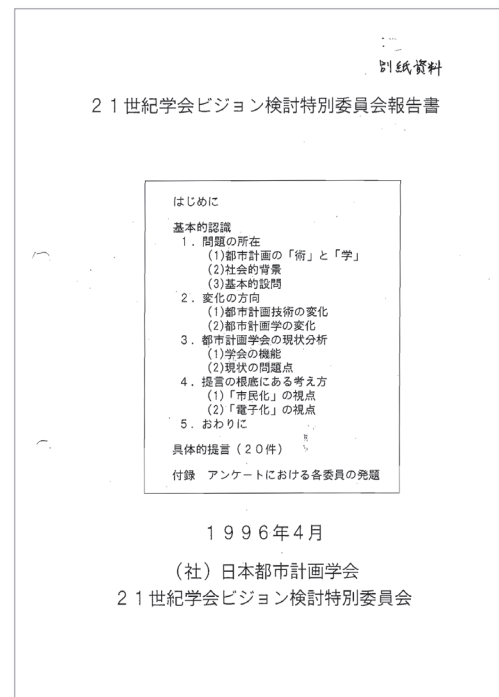 別紙資料
21世紀学会ビジョン検討特別委員会報告書
はじめに
基本的認識
1．問題の所在
(1)都市計画の「術」と「学」
(2)社会的背景
(3)基本的設問
2．変化の方向
(1)都市計画技術の変化
(2)都市計画学の変化
3．都市計画学会の現状分析
(1)学会の機能
(2)現状の問題点
4．提言の根底にある考え方
(1)「市民化」の視点
(2)「電子化」の視点
5．おわりに
具体的提言（20件）
付録　アンケートにおける各委員の発題
1996年4月
（社）日本都市計画学会
21世紀学会ビジョン検討特別委員会